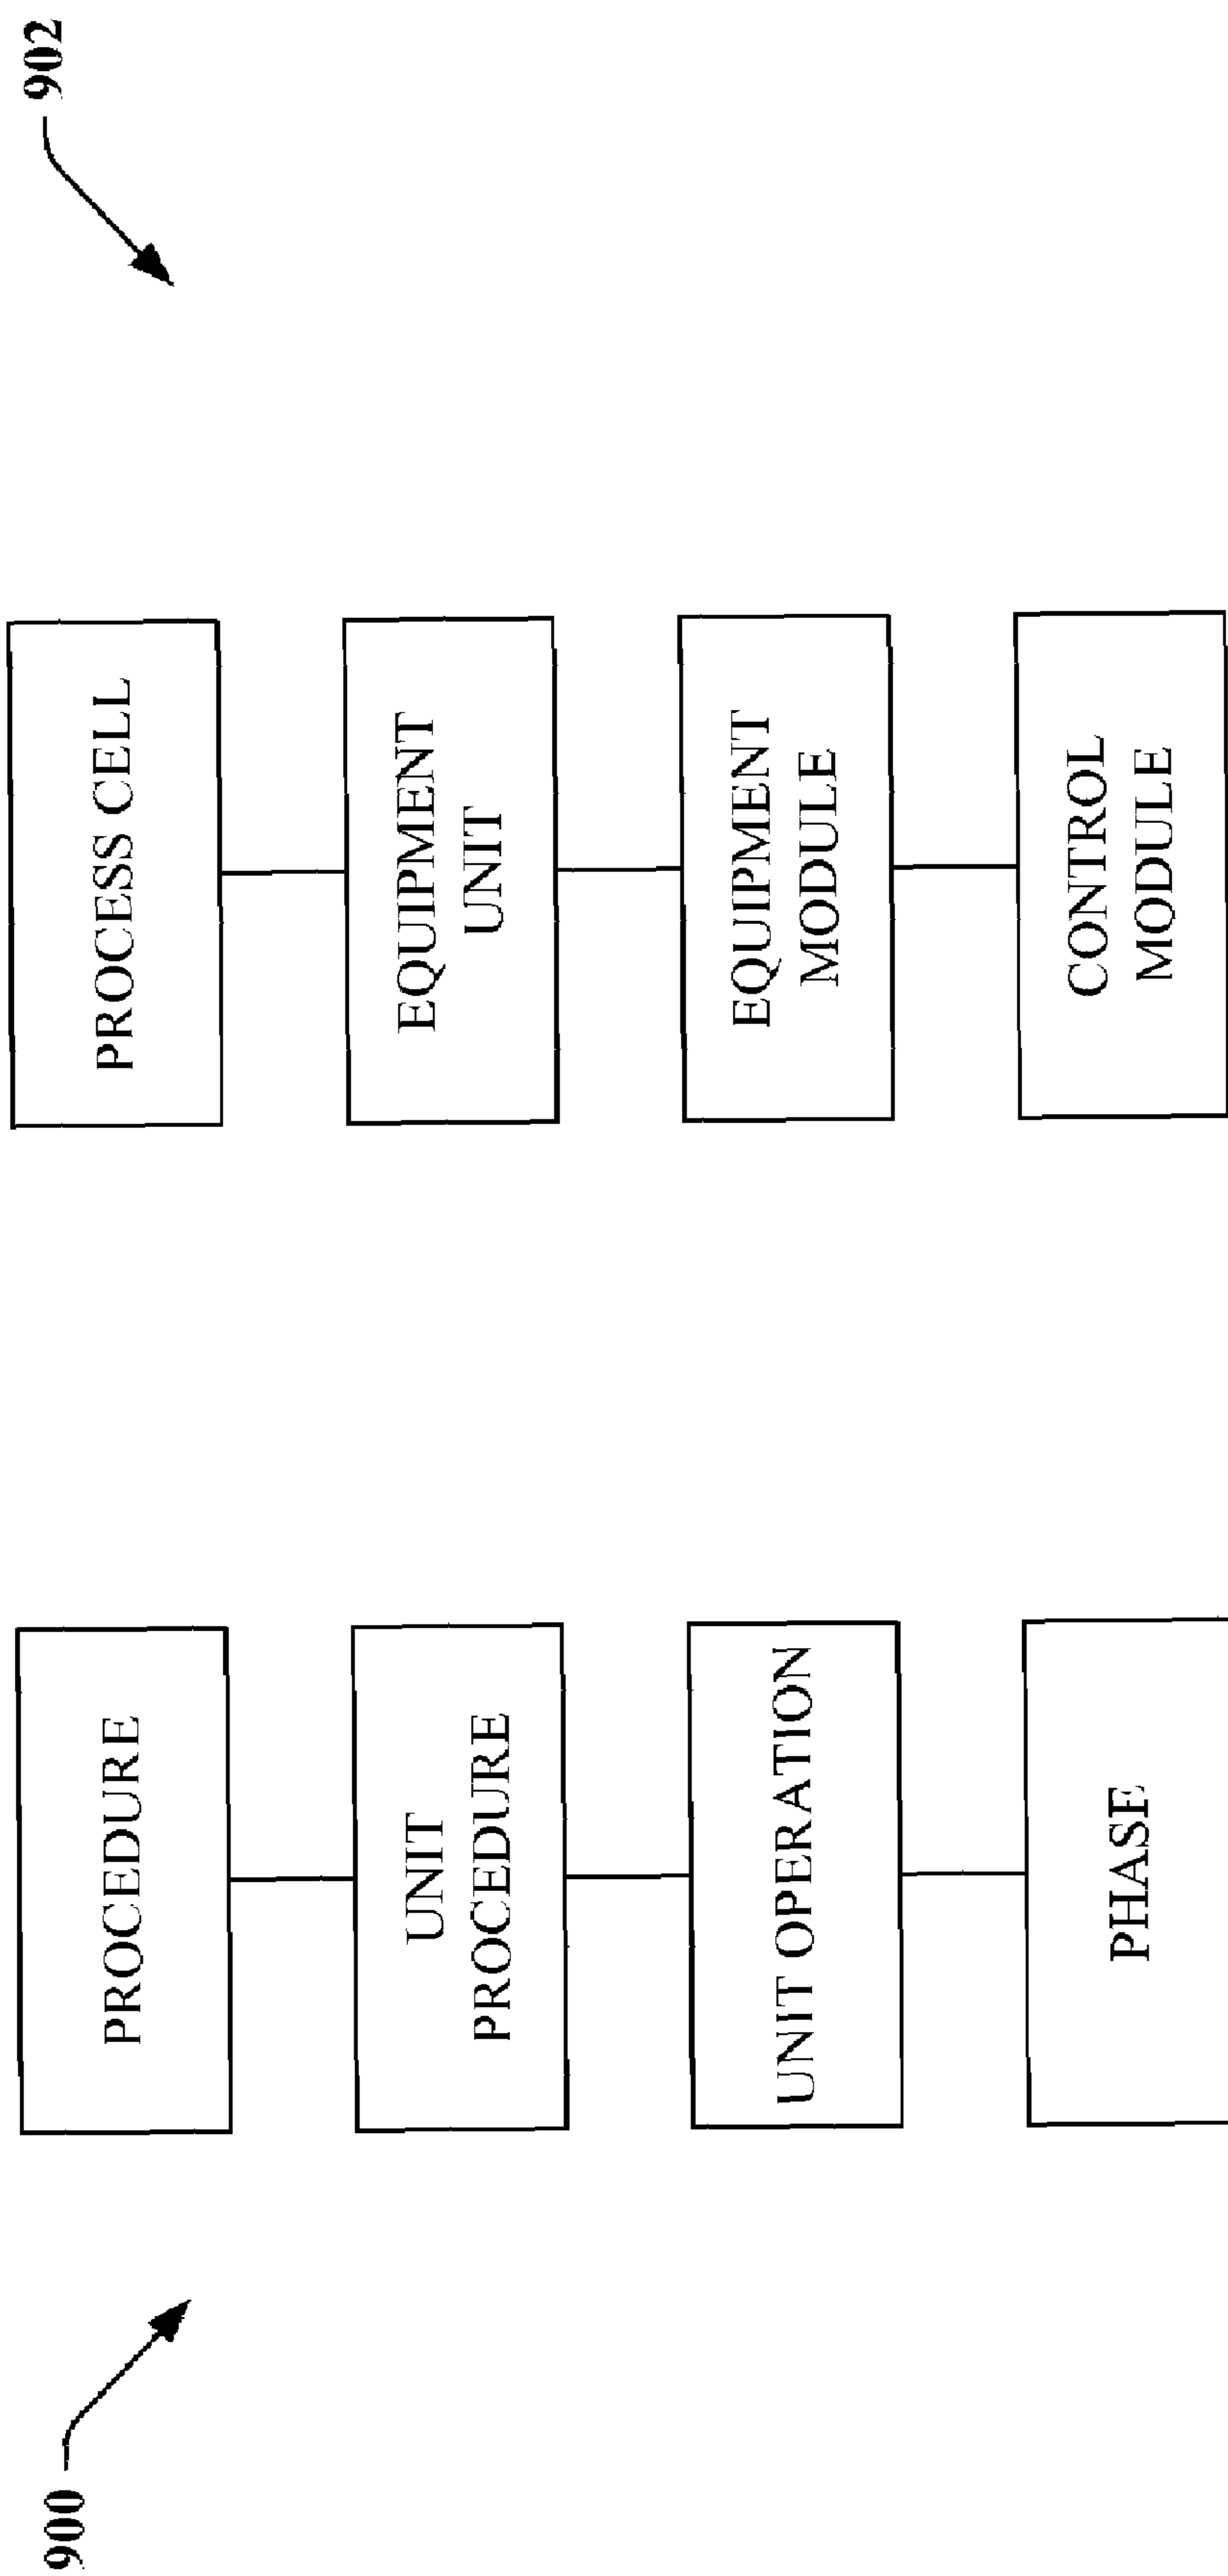 900
PROCEDURE
UNIT
PROCEDURE
UNIT OPERATION
PHASE
902
PROCESS CELL
EQUIPMENT
UNIT
EQUIPMENT
MODULE
CONTROL
MODULE